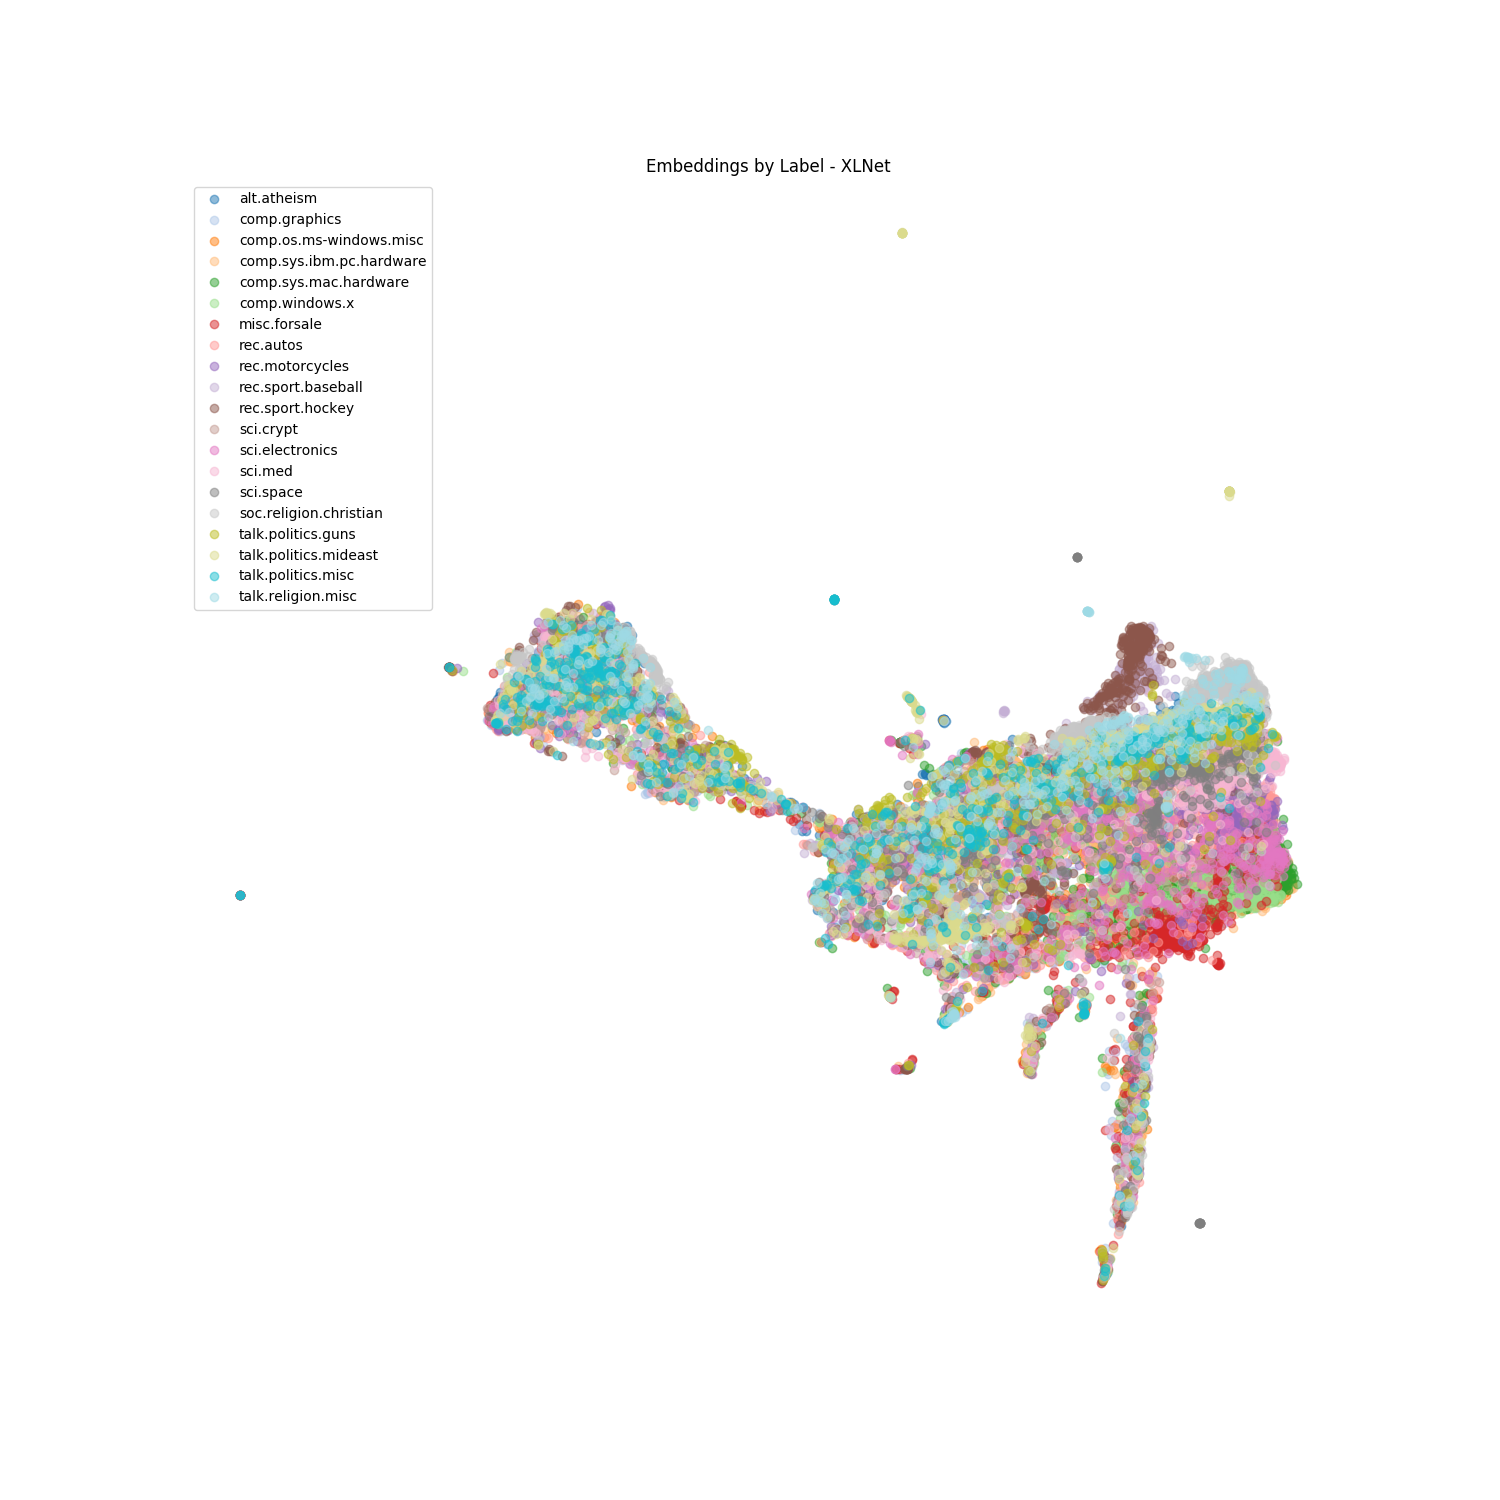 Embeddings by Label - XLNet
alt.atheism
comp.graphics
comp.os.ms-windows.misc
comp.sys.ibm.pc.hardware
comp.sys.mac.hardware
comp.windows.x
misc.forsale
rec.autos
rec.motorcycles
rec.sport.baseball
rec.sport.hockey
sci.crypt
sci.electronics
sci.med
sci.space
soc.religion.christian
talk.politics.guns
talk.politics.mideast
talk.politics.misc
talk.religion.misc